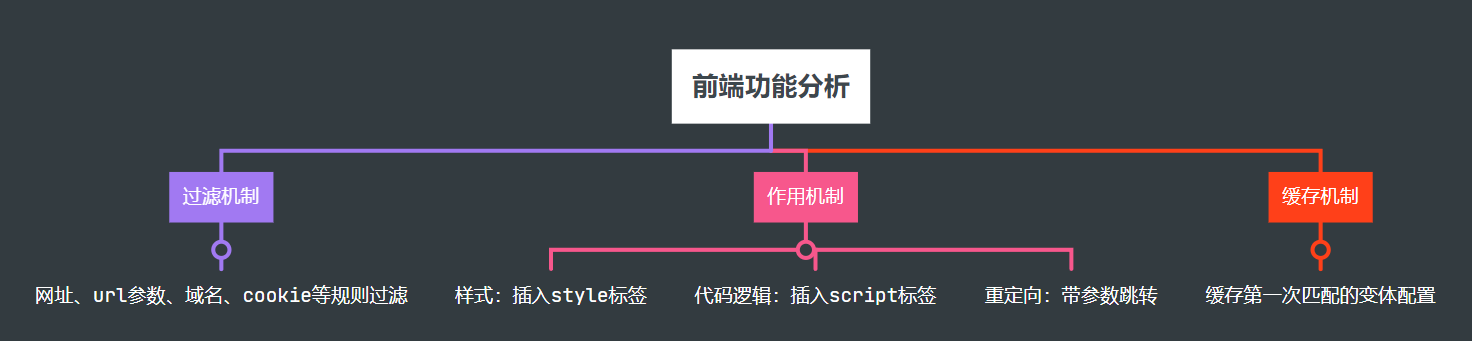 前端功能分析
过滤机制
作用机制
缓存机制
网址、url参数、域名、cookie等规则过滤
样式：插入style标签
代码逻辑：插入script标签
重定向：带参数跳转
缓存第一次匹配的变体配置